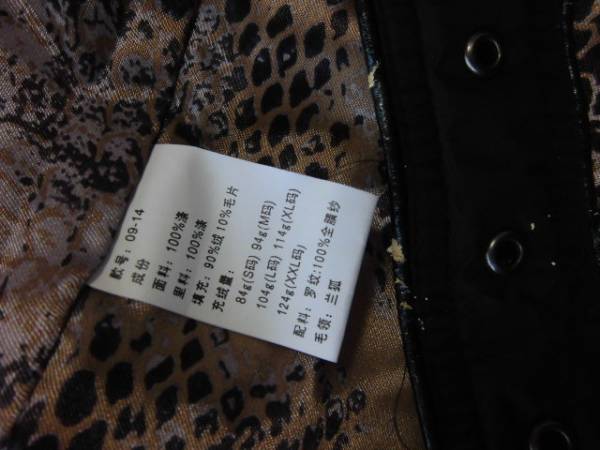 款号：09-14
成份
面料：100%涤
里料：100%涤
填充：90%绒 10%毛片
充绒量：
84g(S码) 94g(M码)
104g(L码) 114g(XL码)
124g(XXL码)
配料：罗纹:100%全腈纱
毛领：兰狐